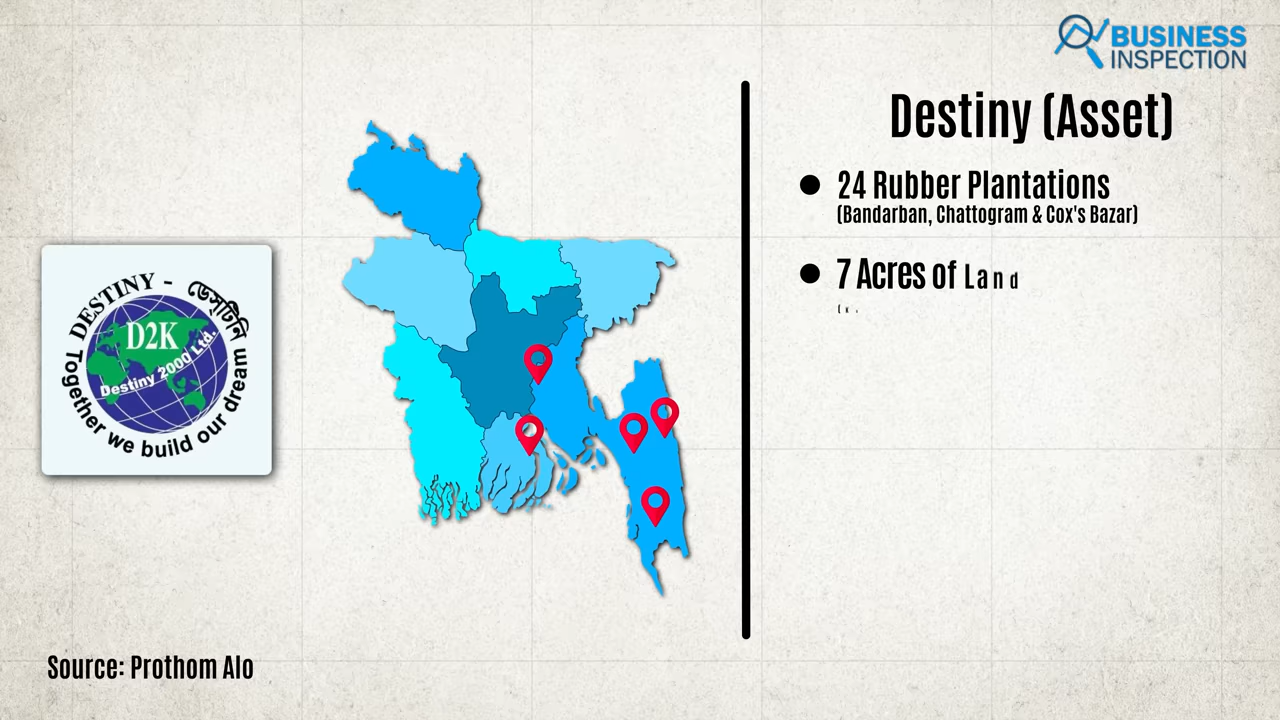 BUSINESS
INSPECTION
Destiny (Asset)
24 Rubber Plantations
(Bandarban, Chattogram & Cox's Bazar)
7 Acres of Land
DESTINY - ডেসটিনি
D2K
Destiny 2000 Ltd.
Together we build our dream
Source: Prothom Alo